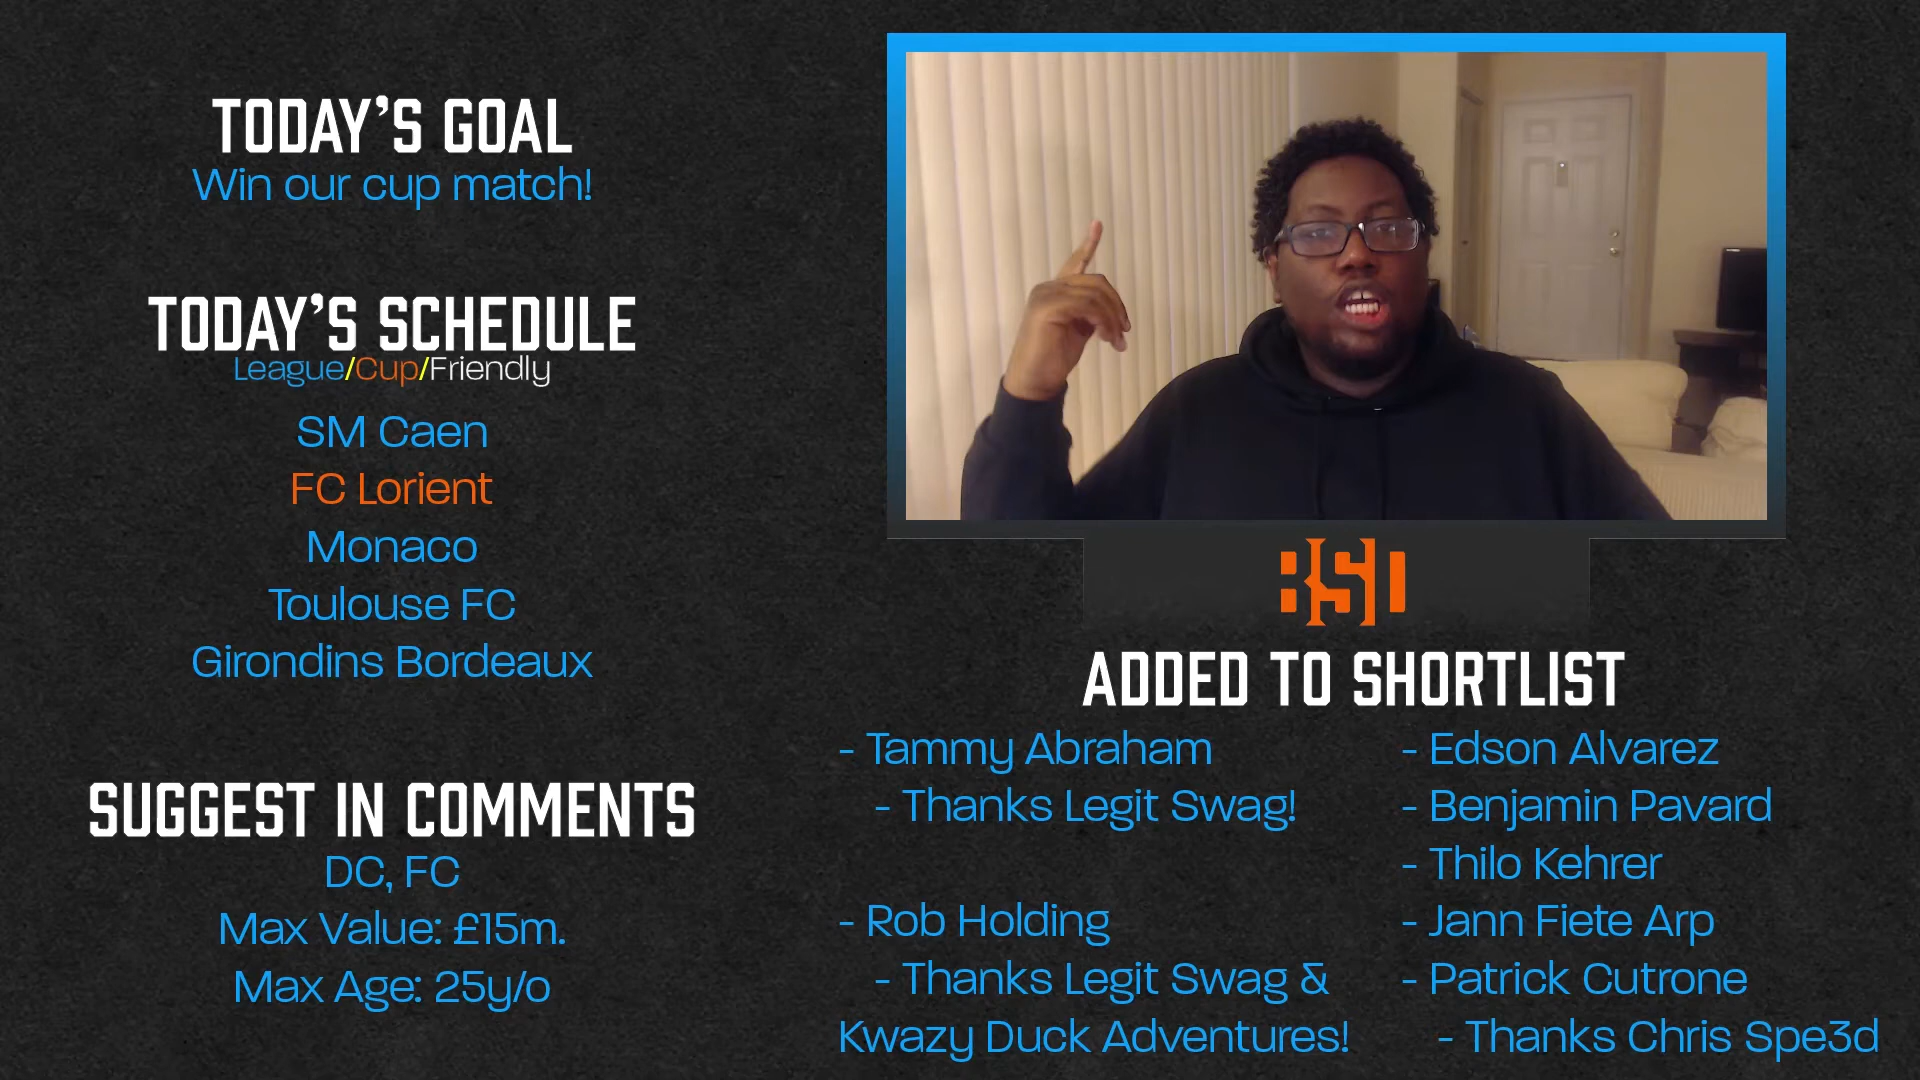 TODAY'S GOAL
Win our cup match!
TODAY'S SCHEDULE
League/Cup/Friendly
SM Caen
FC Lorient
Monaco
Toulouse FC
Girondins Bordeaux
SUGGEST IN COMMENTS
DC, FC
Max Value: £15m.
Max Age: 25y/o
BSD
ADDED TO SHORTLIST
- Tammy Abraham
- Thanks Legit Swag!
- Rob Holding
- Thanks Legit Swag &
Kwazy Duck Adventures!
- Edson Alvarez
- Benjamin Pavard
- Thilo Kehrer
- Jann Fiete Arp
- Patrick Cutrone
- Thanks Chris Spe3d